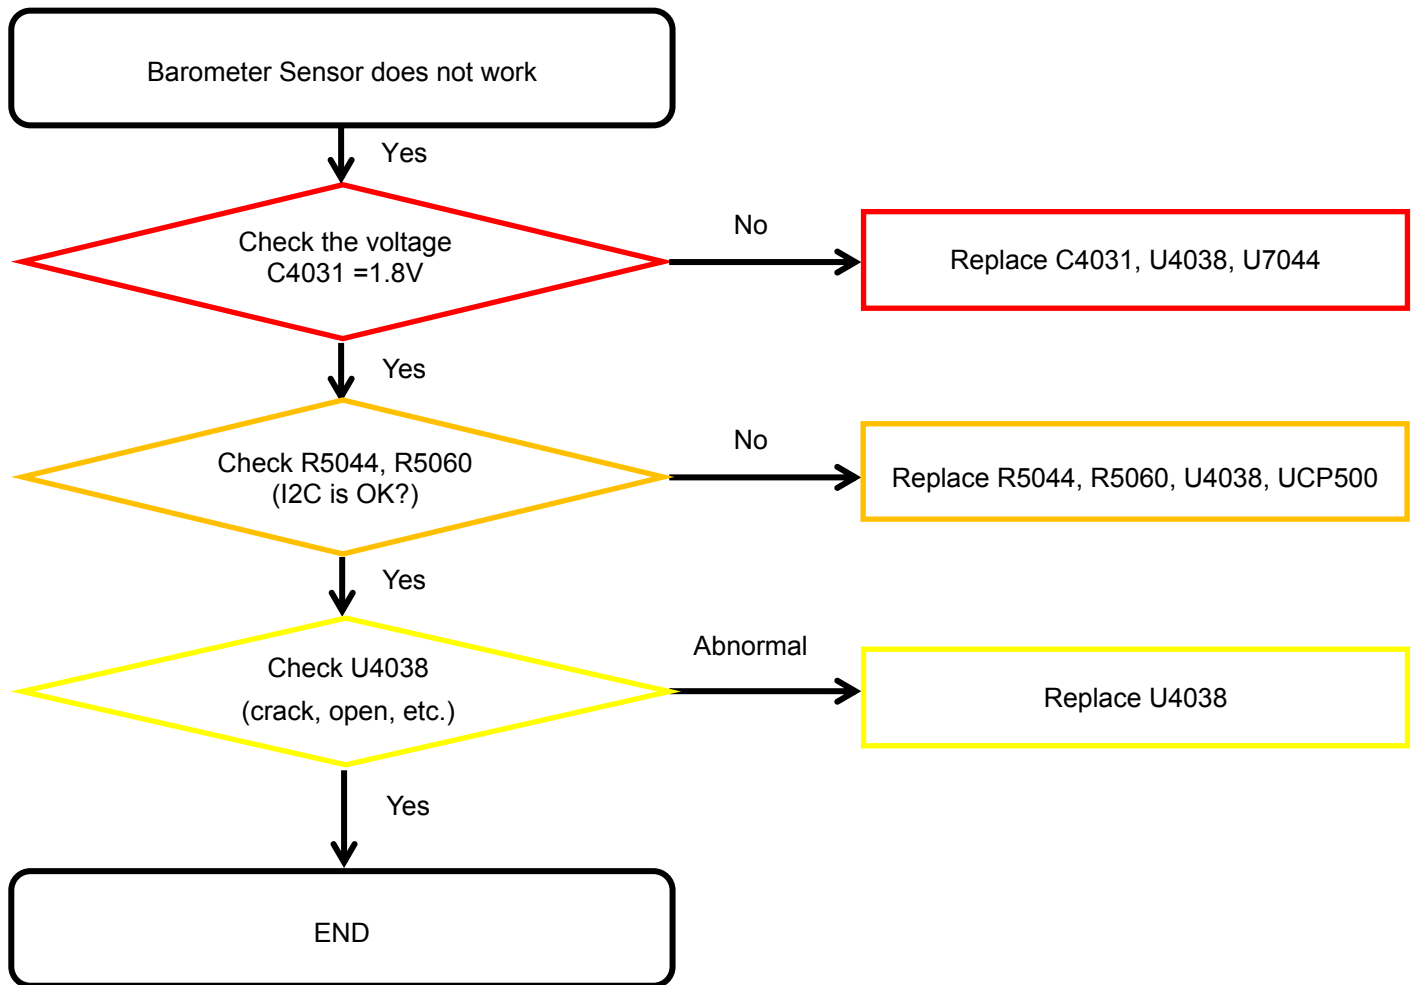 Barometer Sensor does not work
Yes
Check the voltage
C4031 =1.8V
No
Replace C4031, U4038, U7044
Yes
Check R5044, R5060
(I2C is OK?)
No
Replace R5044, R5060, U4038, UCP500
Yes
Check U4038
(crack, open, etc.)
Abnormal
Replace U4038
Yes
END